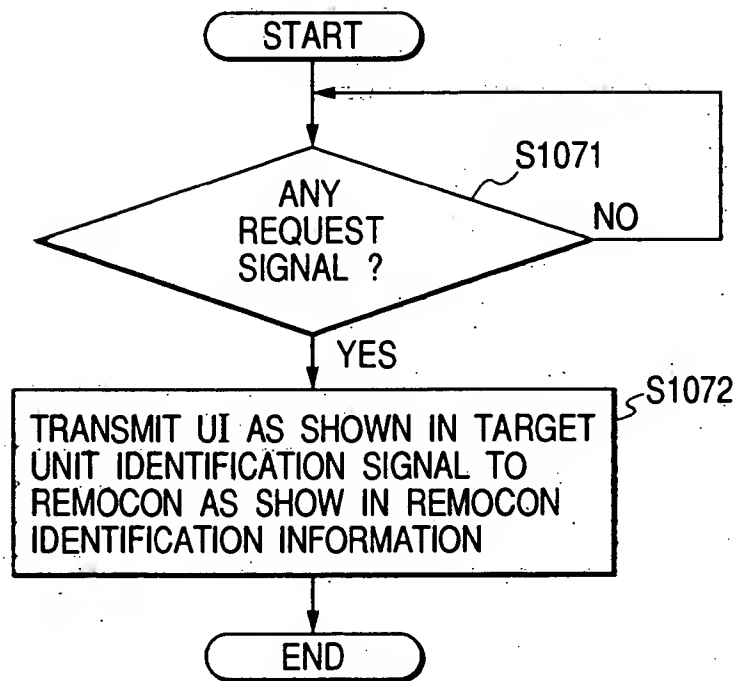 START
S1071
ANY
REQUEST
SIGNAL ?
NO
YES
S1072
TRANSMIT UI AS SHOWN IN TARGET
UNIT IDENTIFICATION SIGNAL TO
REMOCON AS SHOW IN REMOCON
IDENTIFICATION INFORMATION
END